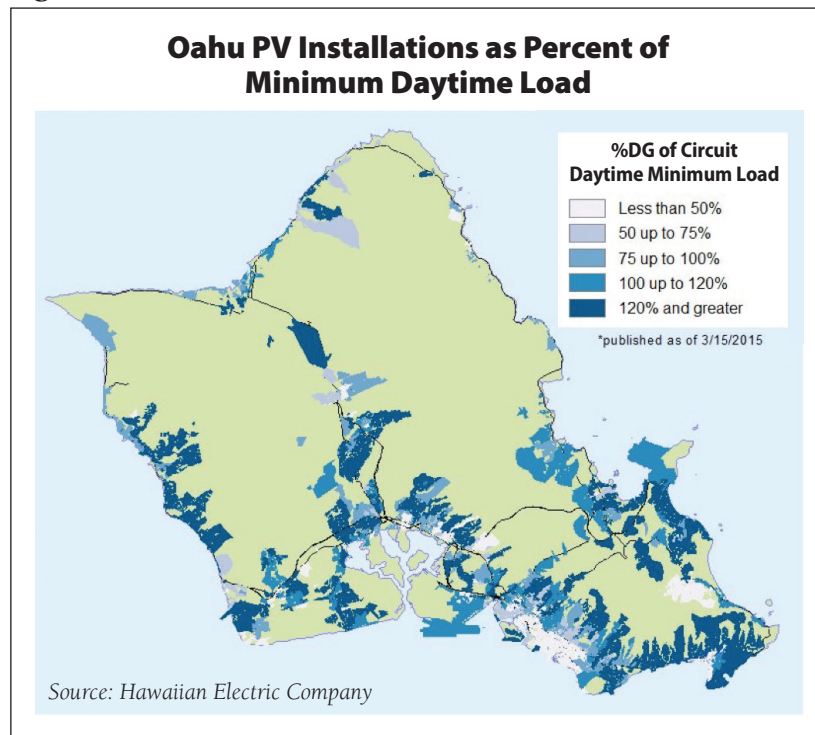 Oahu PV Installations as Percent of
Minimum Daytime Load
%DG of Circuit
Daytime Minimum Load
Less than 50%
50 up to 75%
75 up to 100%
100 up to 120%
120% and greater
*published as of 3/15/2015
Source: Hawaiian Electric Company